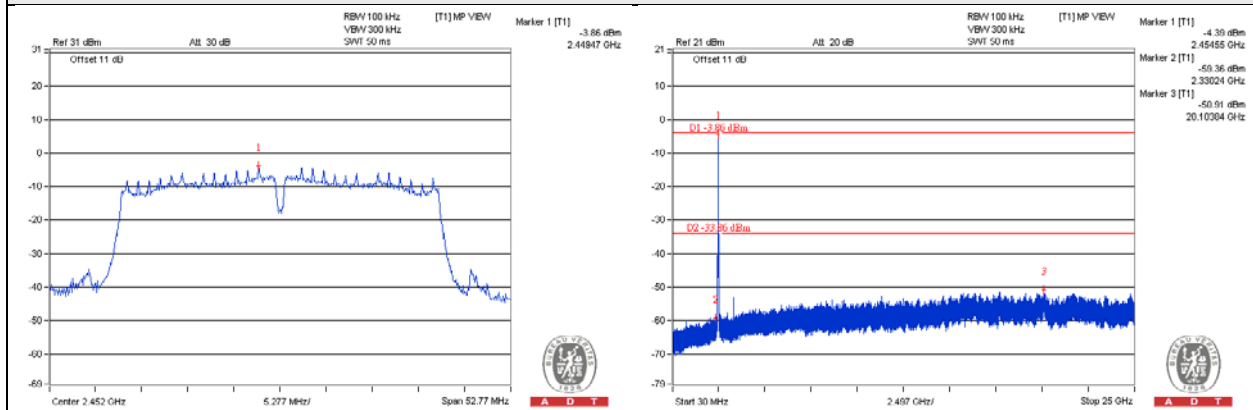 RBW 100 kHz [T1] MP VIEW
VBW 300 kHz
Ref 31 dBm Att 30 dB SWT 50 ms
Marker 1 [T1]
-3.86 dBm
2.44947 GHz
31
Offset 11 dB
20
10
0
-10
-20
-30
-40
-50
-60
-69
1
Center 2.452 GHz 5.277 MHz/ Span 52.77 MHz
BUREAU VERITAS
1828
A D T
RBW 100 kHz [T1] MP VIEW
VBW 300 kHz
Ref 21 dBm Att 20 dB SWT 50 ms
Marker 1 [T1]
-4.39 dBm
2.45455 GHz
Marker 2 [T1]
-59.36 dBm
2.33024 GHz
Marker 3 [T1]
-50.91 dBm
20.10384 GHz
21
Offset 11 dB
10
0
-10
-20
-30
-40
-50
-60
-70
-79
1
D1 -3.86 dBm
D2 -33.86 dBm
2
3
Start 30 MHz 2.497 GHz/ Stop 25 GHz
BUREAU VERITAS
1828
A D T